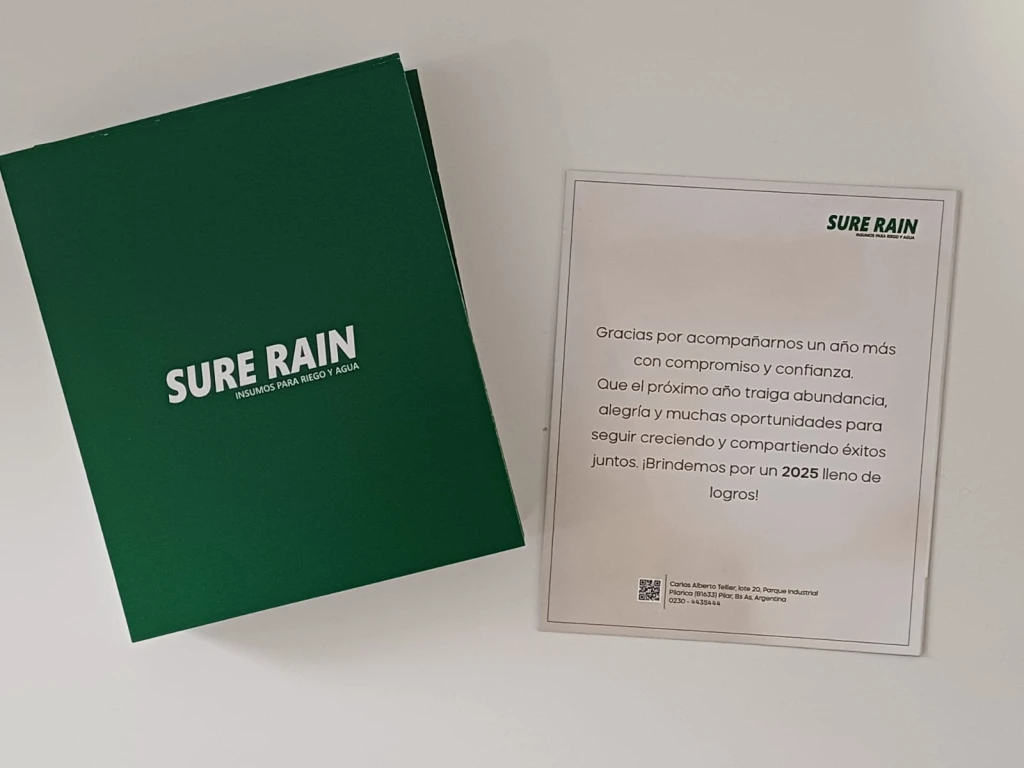 SURE RAIN
INSUMOS PARA RIEGO Y AGUA
SURE RAIN
INSUMOS PARA RIEGO Y AGUA
Gracias por acompañarnos un año más
con compromiso y confianza.
Que el próximo año traiga abundancia,
alegría y muchas oportunidades para
seguir creciendo y compartiendo éxitos
juntos. ¡Brindemos por un 2025 lleno de
logros!
Carlos Alberto Tellier, lote 20, Parque Industrial
Pilarica (B1633) Pilar, Bs As, Argentina
0230 - 4435444